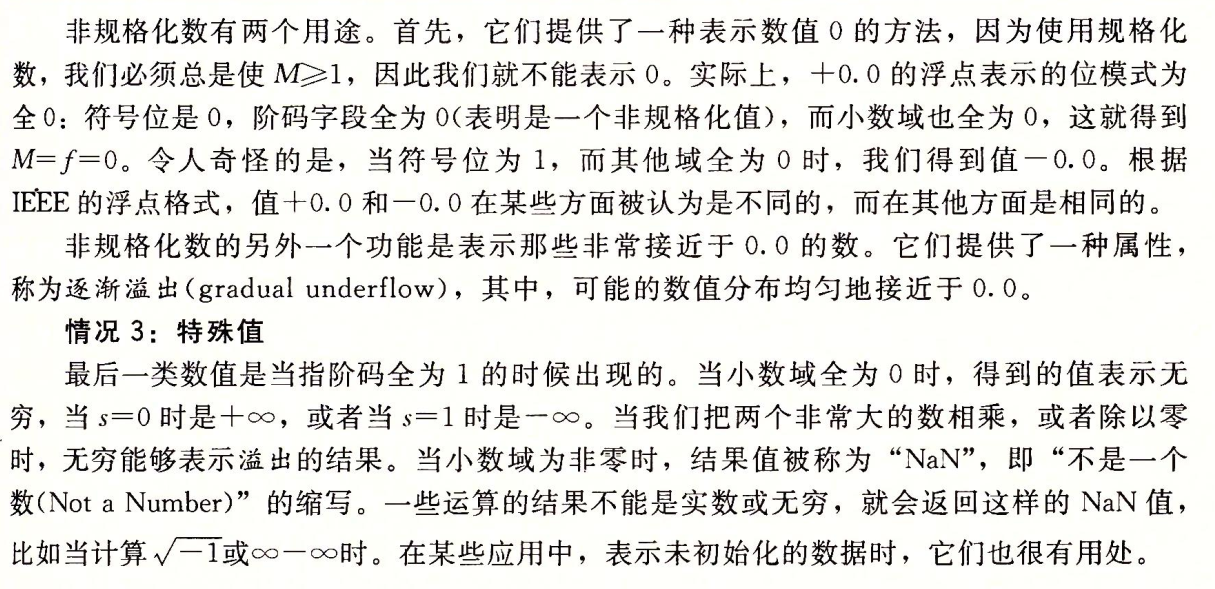 非规格化数有两个用途。首先，它们提供了一种表示数值 0 的方法，因为使用规格化
数，我们必须总是使 M≥1，因此我们就不能表示 0。实际上，+0.0 的浮点表示的位模式为
全 0：符号位是 0，阶码字段全为 0(表明是一个非规格化值)，而小数域也全为 0，这就得到
M=f=0。令人奇怪的是，当符号位为 1，而其他域全为 0 时，我们得到值－0.0。根据
IEEE 的浮点格式，值＋0.0 和－0.0 在某些方面被认为是不同的，而在其他方面是相同的。
非规格化数的另外一个功能是表示那些非常接近于 0.0 的数。它们提供了一种属性，
称为逐渐溢出(gradual underflow)，其中，可能的数值分布均匀地接近于 0.0。
情况 3：特殊值
最后一类数值是当指阶码全为 1 的时候出现的。当小数域全为 0 时，得到的值表示无
穷，当 s=0 时是＋∞，或者当 s=1 时是－∞。当我们把两个非常大的数相乘，或者除以零
时，无穷能够表示溢出的结果。当小数域为非零时，结果值被称为“NaN”，即“不是一个
数(Not a Number)”的缩写。一些运算的结果不能是实数或无穷，就会返回这样的 NaN 值，
比如当计算√−1或∞－∞时。在某些应用中，表示未初始化的数据时，它们也很有用处。